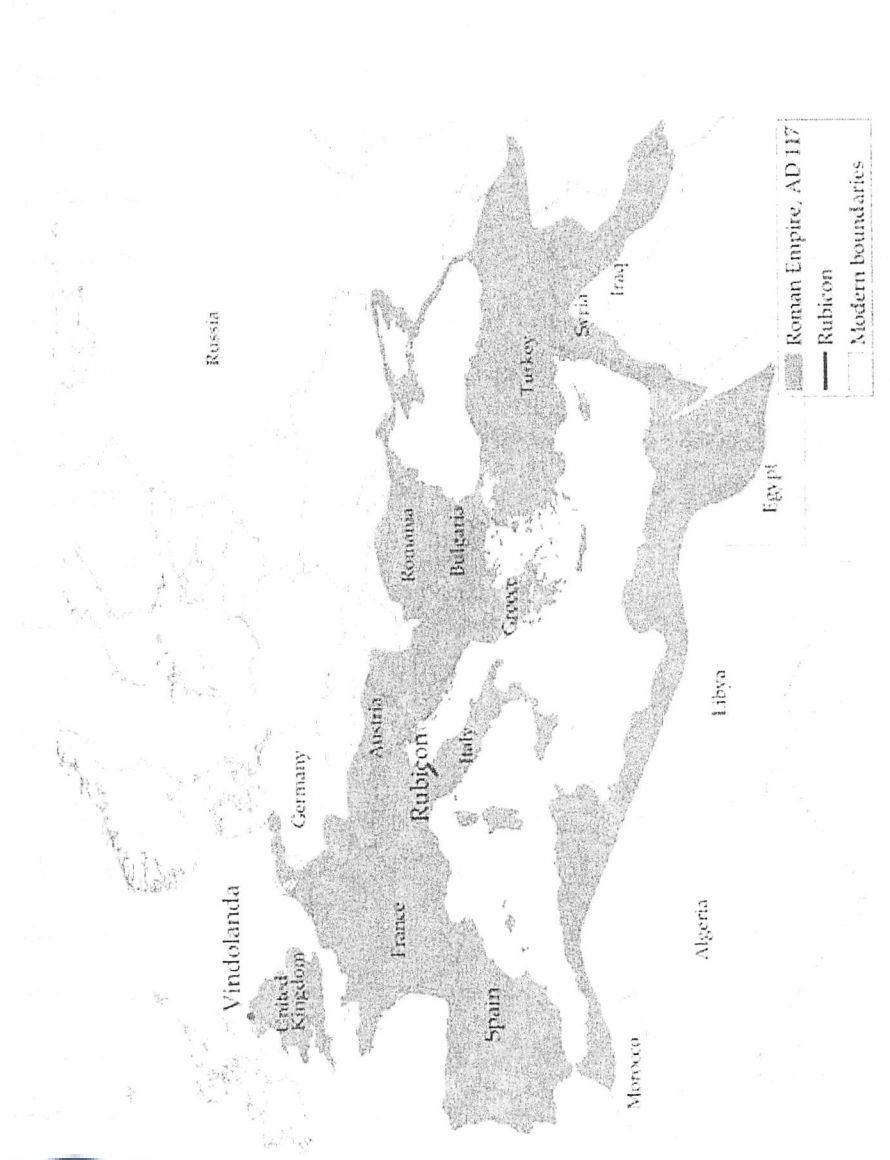 Russia
Vindolanda
United
Kingdom
Germany
France
Austria
Romania
Rubicon
Bulgaria
Italy
Spain
Greece
Turkey
Syria
Iraq
Morocco
Algeria
Libya
Egypt
Roman Empire, AD 117
Rubicon
Modern boundaries